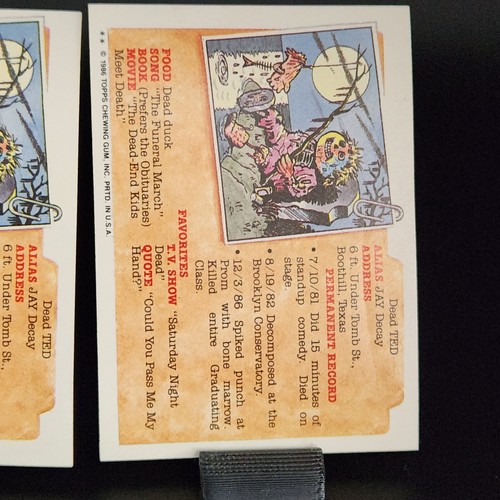 Dead TED
ALIAS JAY Decay
ADDRESS
6 ft. Under Tomb St.,
Boothill, Texas
PERMANENT RECORD
• 7/10/81 Did 15 minutes of
standup comedy. Died on
stage.
• 8/19/82 Decomposed at the
Brooklyn Conservatory.
• 12/3/86 Spiked punch at
Prom with bone marrow.
Killed entire Graduating
Class.
FAVORITES
FOOD Dead duck
SONG "The Funeral March"
BOOK (Prefers the Obituaries)
MOVIE "The Dead-End Kids
Meet Death"
T.V. SHOW "Saturday Night
Dead"
QUOTE "Could You Pass Me My
Hand?"
** © 1986 TOPPS CHEWING GUM, INC. PRTD. IN U.S.A.
Dead TED
ALIAS JAY Decay
ADDRESS
6 ft. Under Tomb St.,